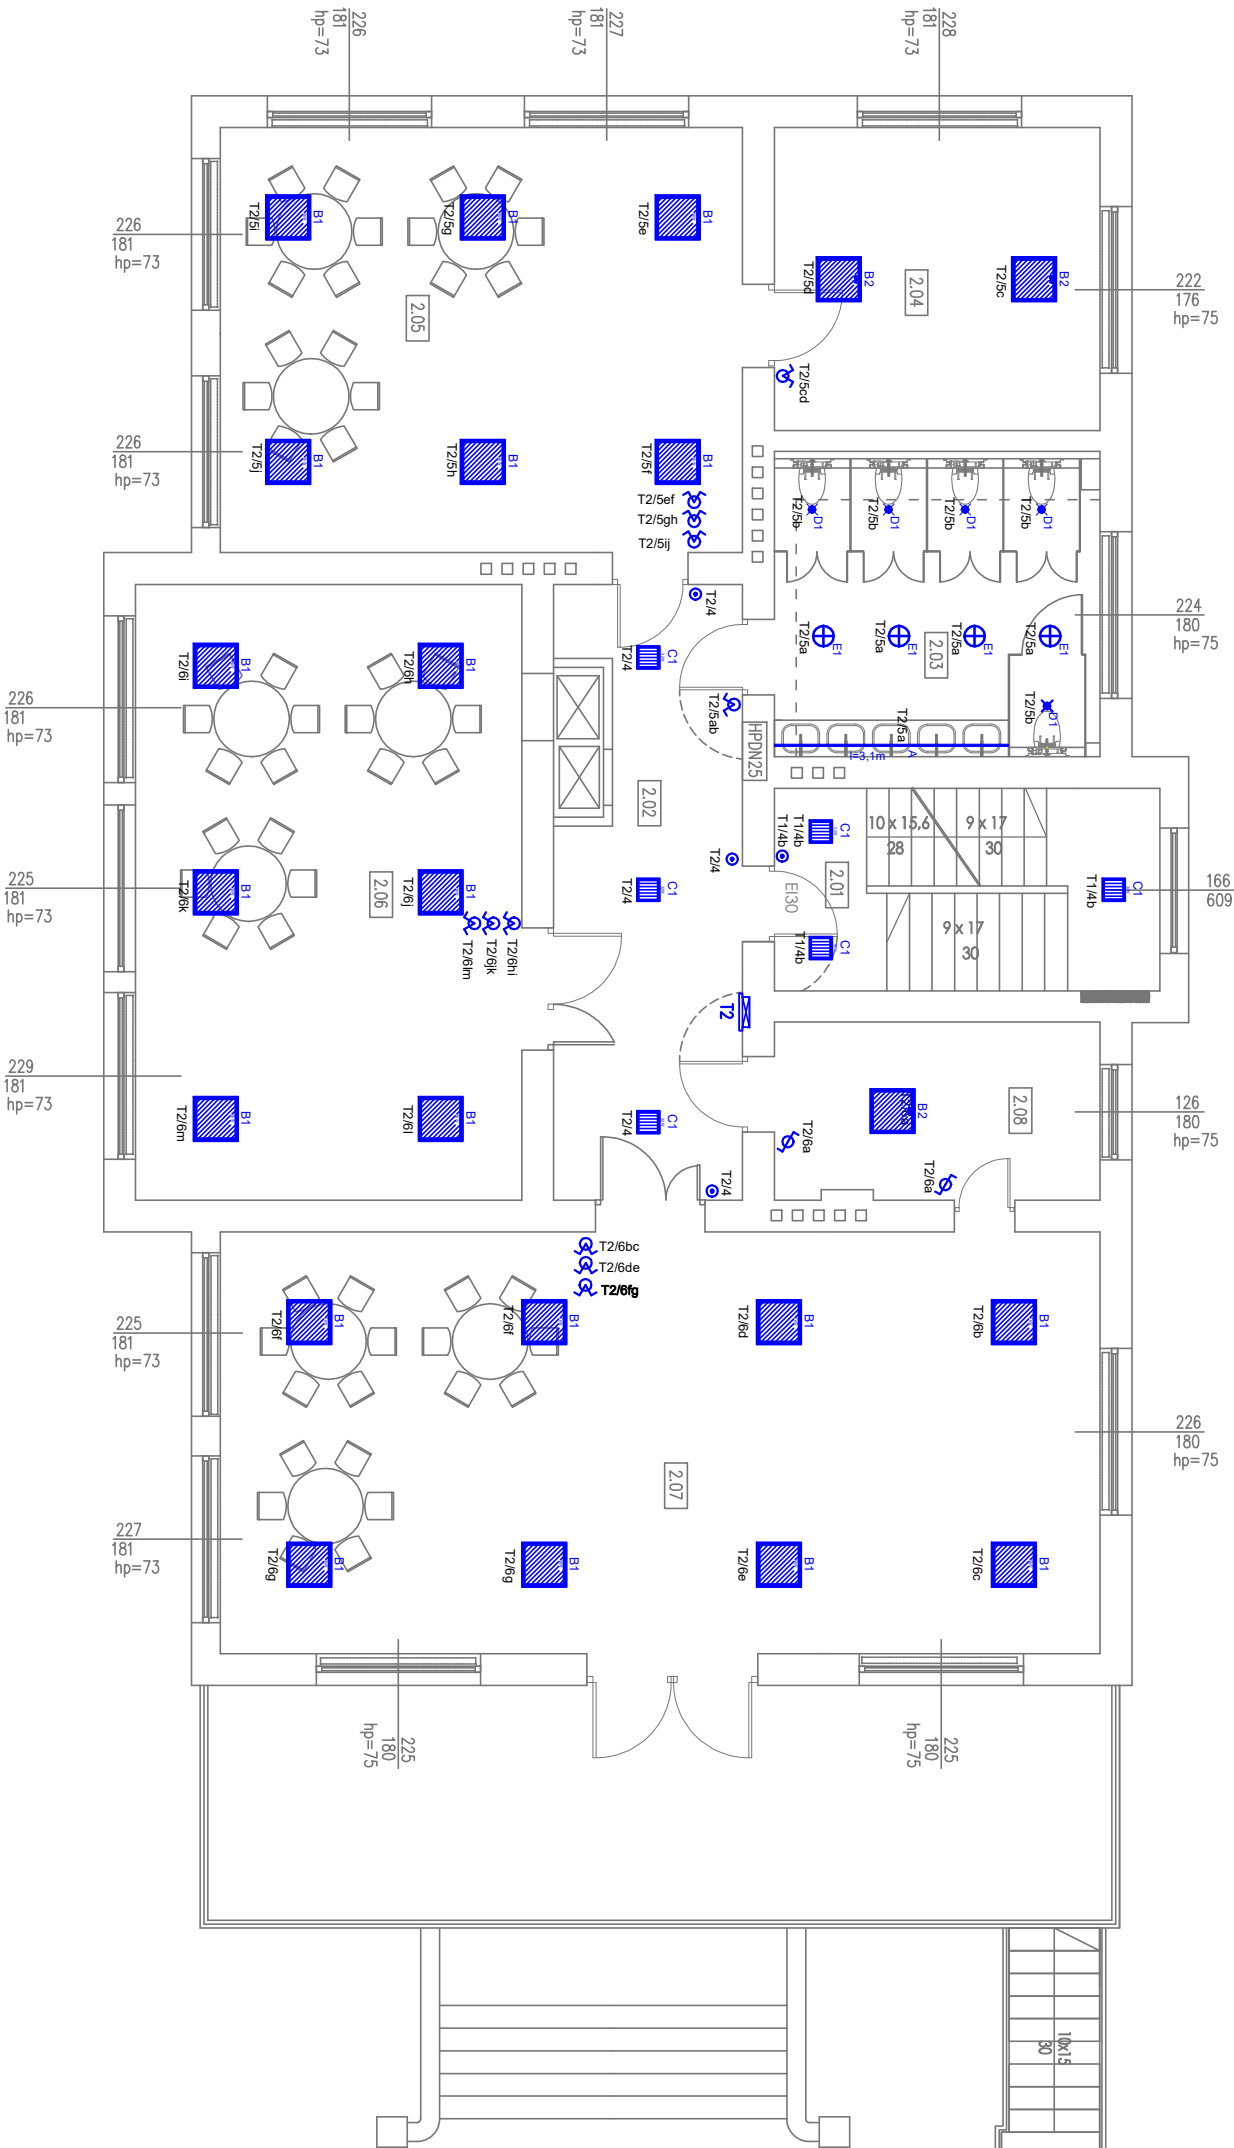 226
181
hp=73
227
181
hp=73
228
181
hp=73
226
181
hp=73
B1
T2/5i
B1
T2/5g
B1
T2/5e
B2
T2/5d
2.04
B2
T2/5c
222
176
hp=75
2.05
T2/5cd
226
181
hp=73
B1
T2/5j
B1
T2/5h
B1
T2/5f
T2/5ef
T2/5gh
T2/5ij
D1
T2/5b
D1
T2/5b
D1
T2/5b
D1
T2/5b
T2/4
224
180
hp=75
E1
T2/5a
E1
T2/5a
E1
T2/5a
E1
T2/5a
2.03
B1
T2/6i
B1
T2/6h
C1
T2/4
226
181
hp=73
T2/5ab
HPDN25
T2/5a
A
l=3,1m
D1
T2/5b
2.02
C1
T1/4b
T1/4b
T2/4
10 x 15,6
28
9 x 17
30
225
181
hp=73
B1
T2/6k
2.06
B1
T2/6j
C1
T2/4
EI30
2.01
C1
T1/4b
166
609
T2/6lm
T2/6jk
T2/6hi
C1
T1/4b
9 x 17
30
T2
229
181
hp=73
B1
T2/6m
B1
T2/6l
C1
T2/4
B2
2.08
126
180
hp=75
T2/6a
T2/6a
T2/4
T2/6bc
T2/6de
T2/6fg
225
181
hp=73
B1
T2/6f
B1
T2/6f
B1
T2/6d
B1
T2/6b
226
180
hp=75
2.07
227
181
hp=73
B1
T2/6g
B1
T2/6g
B1
T2/6e
B1
T2/6c
225
180
hp=75
225
180
hp=75
10x15
30